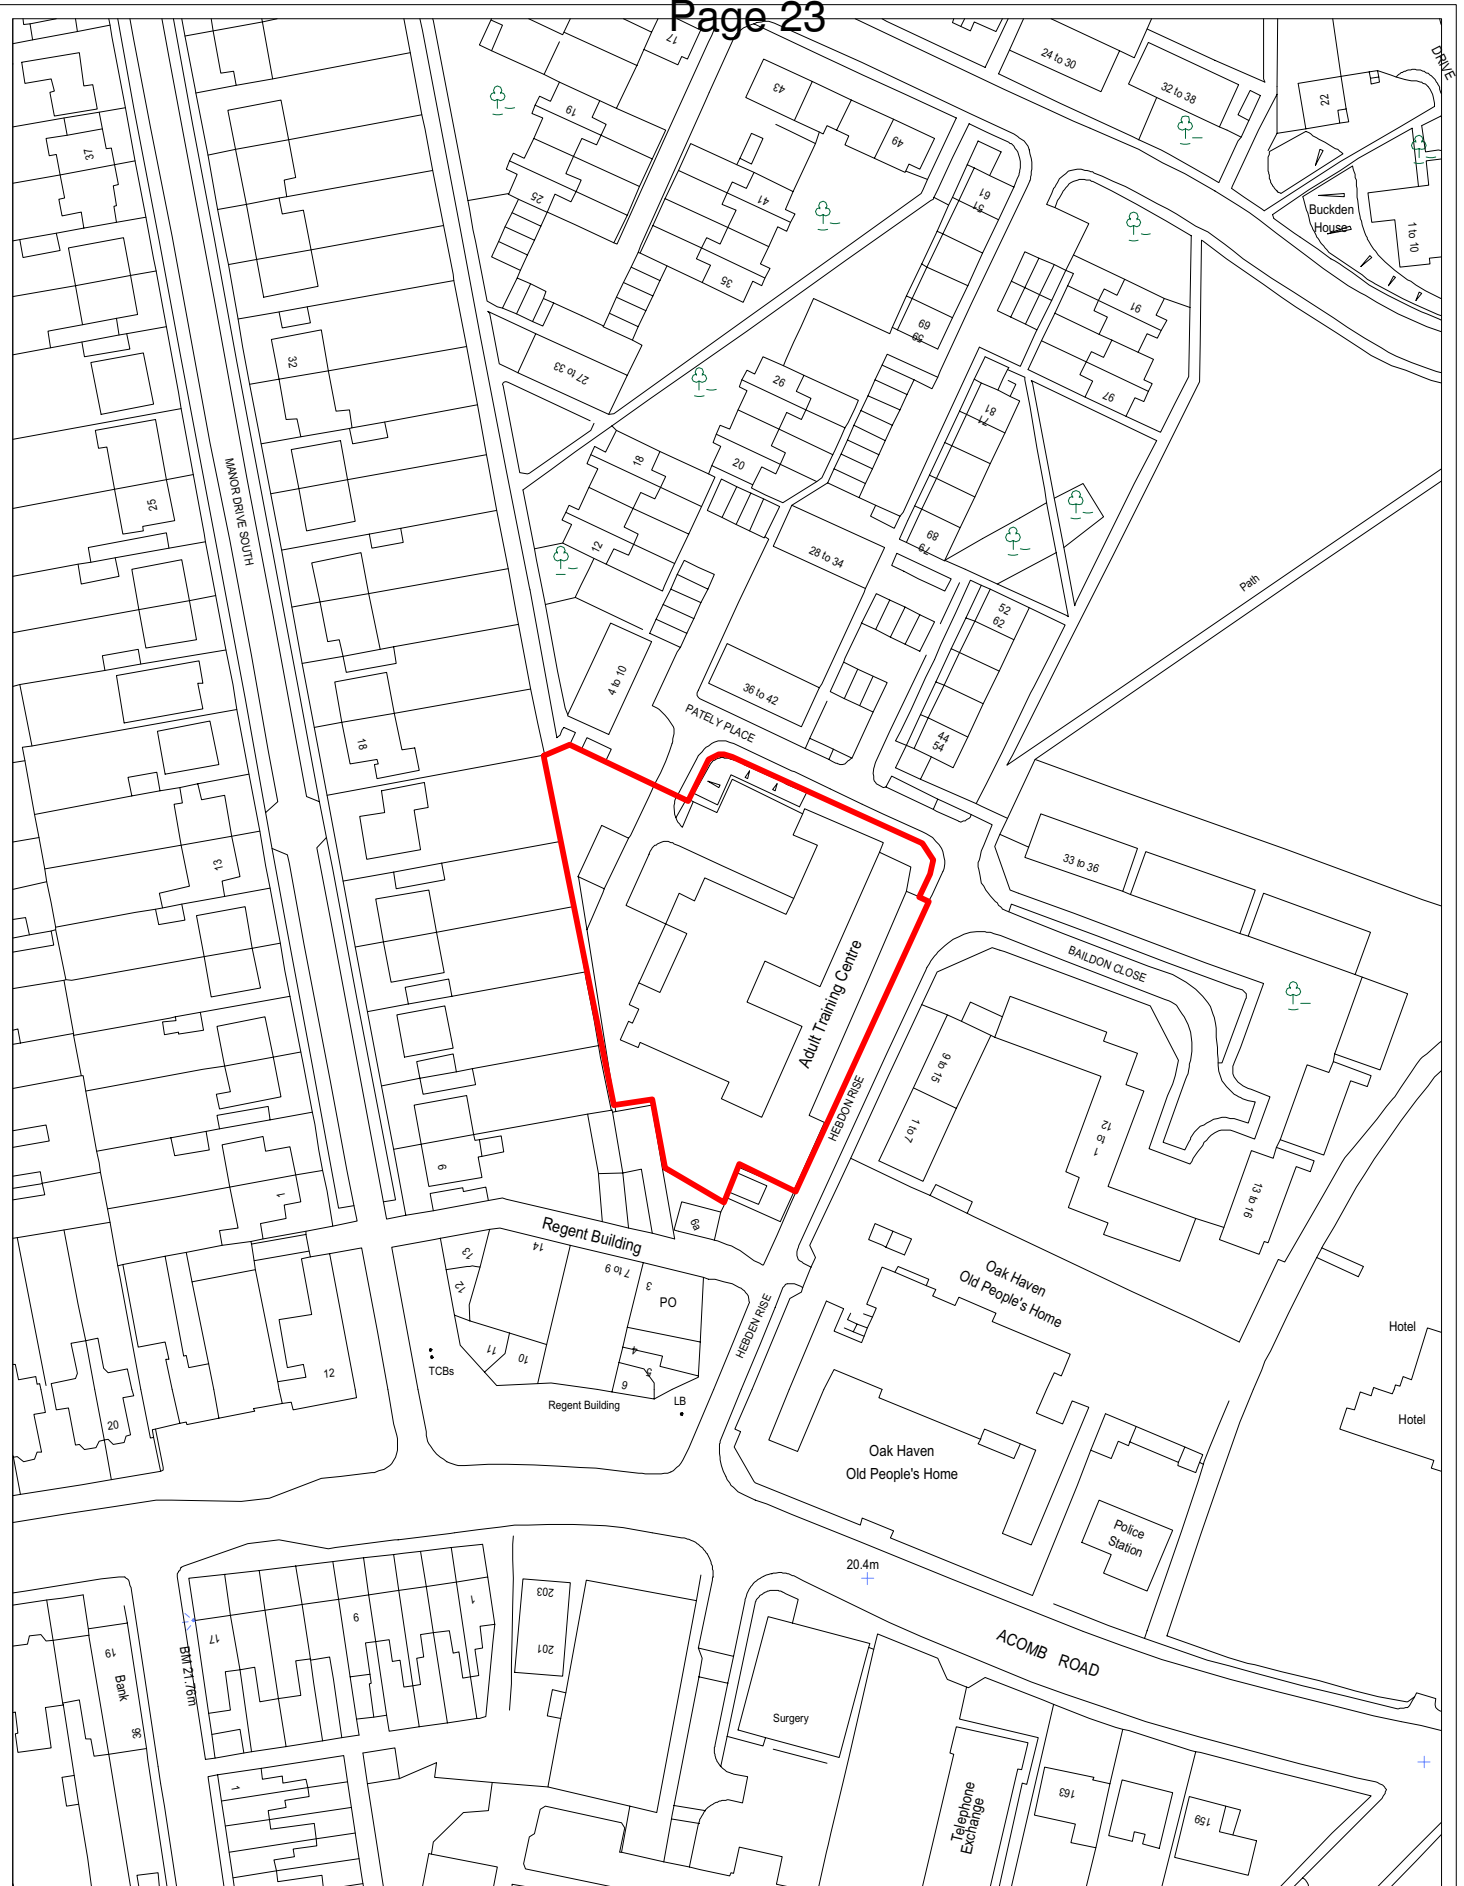 Page 23
17
24 to 30
32 to 38
22
DRIVE
43
49
19
37
25
41
35
61
51
Buckden
House
1 to 10
69
59
91
97
32
27 to 33
26
20
81
71
18
12
25
MANOR DRIVE SOUTH
28 to 34
89
79
Path
52
62
4 to 10
36 to 42
PATELY PLACE
44
54
18
13
33 to 36
BAILDON CLOSE
Adult Training Centre
HEBDON RISE
9 to 15
1 to 7
1 to 12
13 to 16
9
1
9a
Regent Building
14
13
12
7 to 9
3
PO
11
10
4
5
6
TCBs
LB
Regent Building
HEBDEN RISE
Oak Haven
Old People's Home
Hotel
Hotel
12
20
Oak Haven
Old People's Home
Police
Station
20.4m
ACOMB ROAD
203
201
1
9
17
BM 21.76m
19
Bank
36
Surgery
1
Telephone
Exchange
163
159